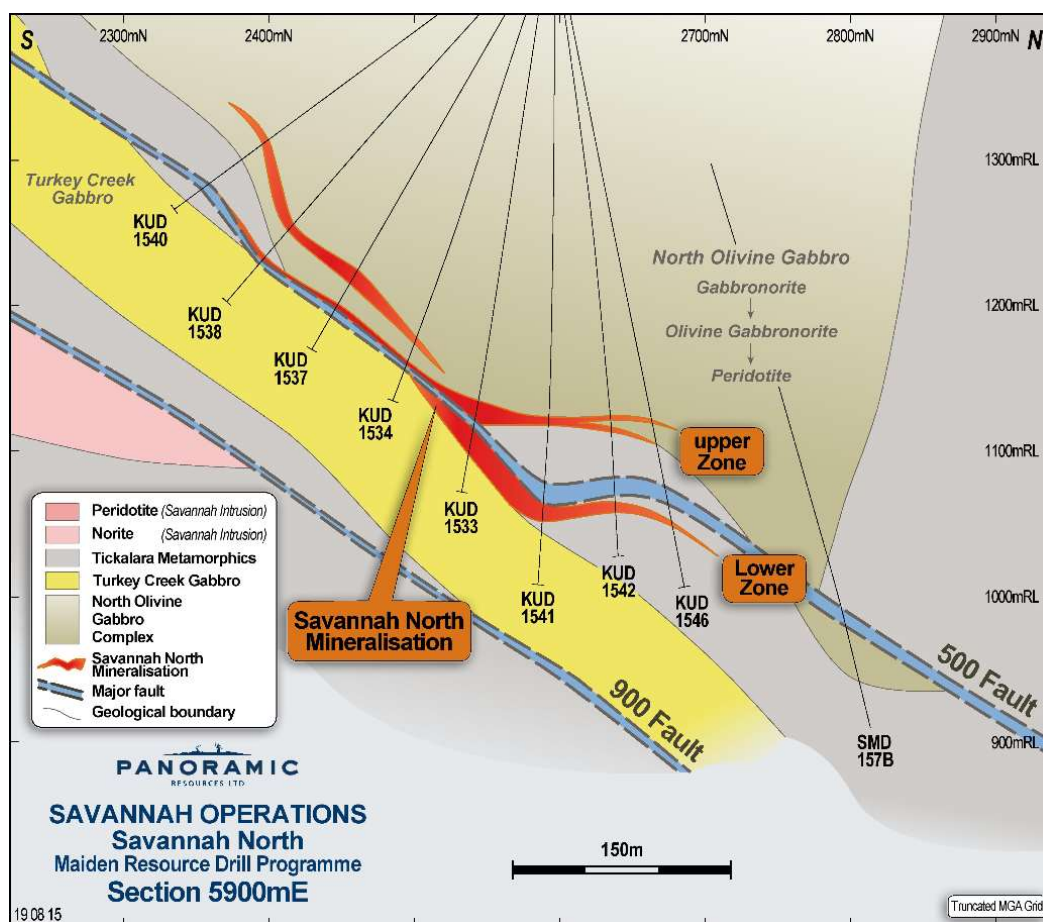 2300mN
2400mN
2700mN
2800mN
2900mN
S
N
1300mRL
1200mRL
1100mRL
1000mRL
900mRL
Turkey Creek
Gabbro
KUD
1540
KUD
1538
KUD
1537
KUD
1534
KUD
1533
KUD
1541
KUD
1542
KUD
1546
SMD
157B
North Olivine Gabbro
Gabbronorite
Olivine Gabbronorite
Peridotite
upper
Zone
Lower
Zone
Savannah North
Mineralisation
500 Fault
900 Fault
Peridotite (Savannah Intrusion)
Norite (Savannah Intrusion)
Tickalara Metamorphics
Turkey Creek Gabbro
North Olivine
Gabbro
Complex
Savannah North
Mineralisation
Major fault
Geological boundary
PANORAMIC
RESOURCES LTD
SAVANNAH OPERATIONS
Savannah North
Maiden Resource Drill Programme
Section 5900mE
150m
19 08 15
Truncated MGA Grid